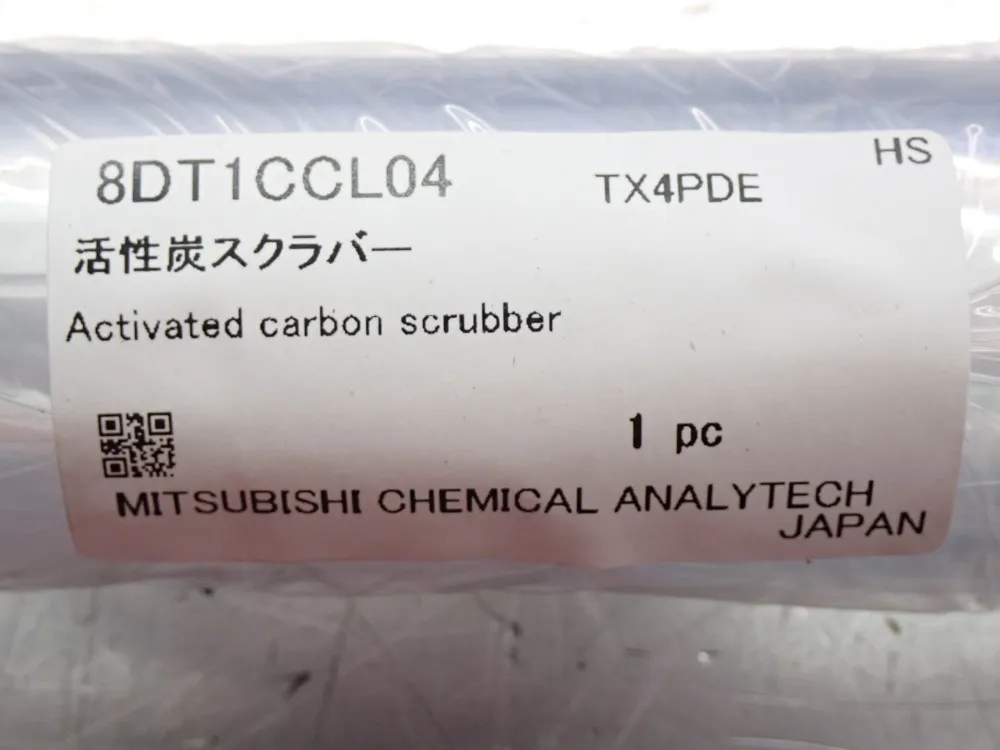 HS
8DT1CCL04 TX4PDE
活性炭スクラバー
Activated carbon scrubber
1 pc
MITSUBISHI CHEMICAL ANALYTECH
JAPAN